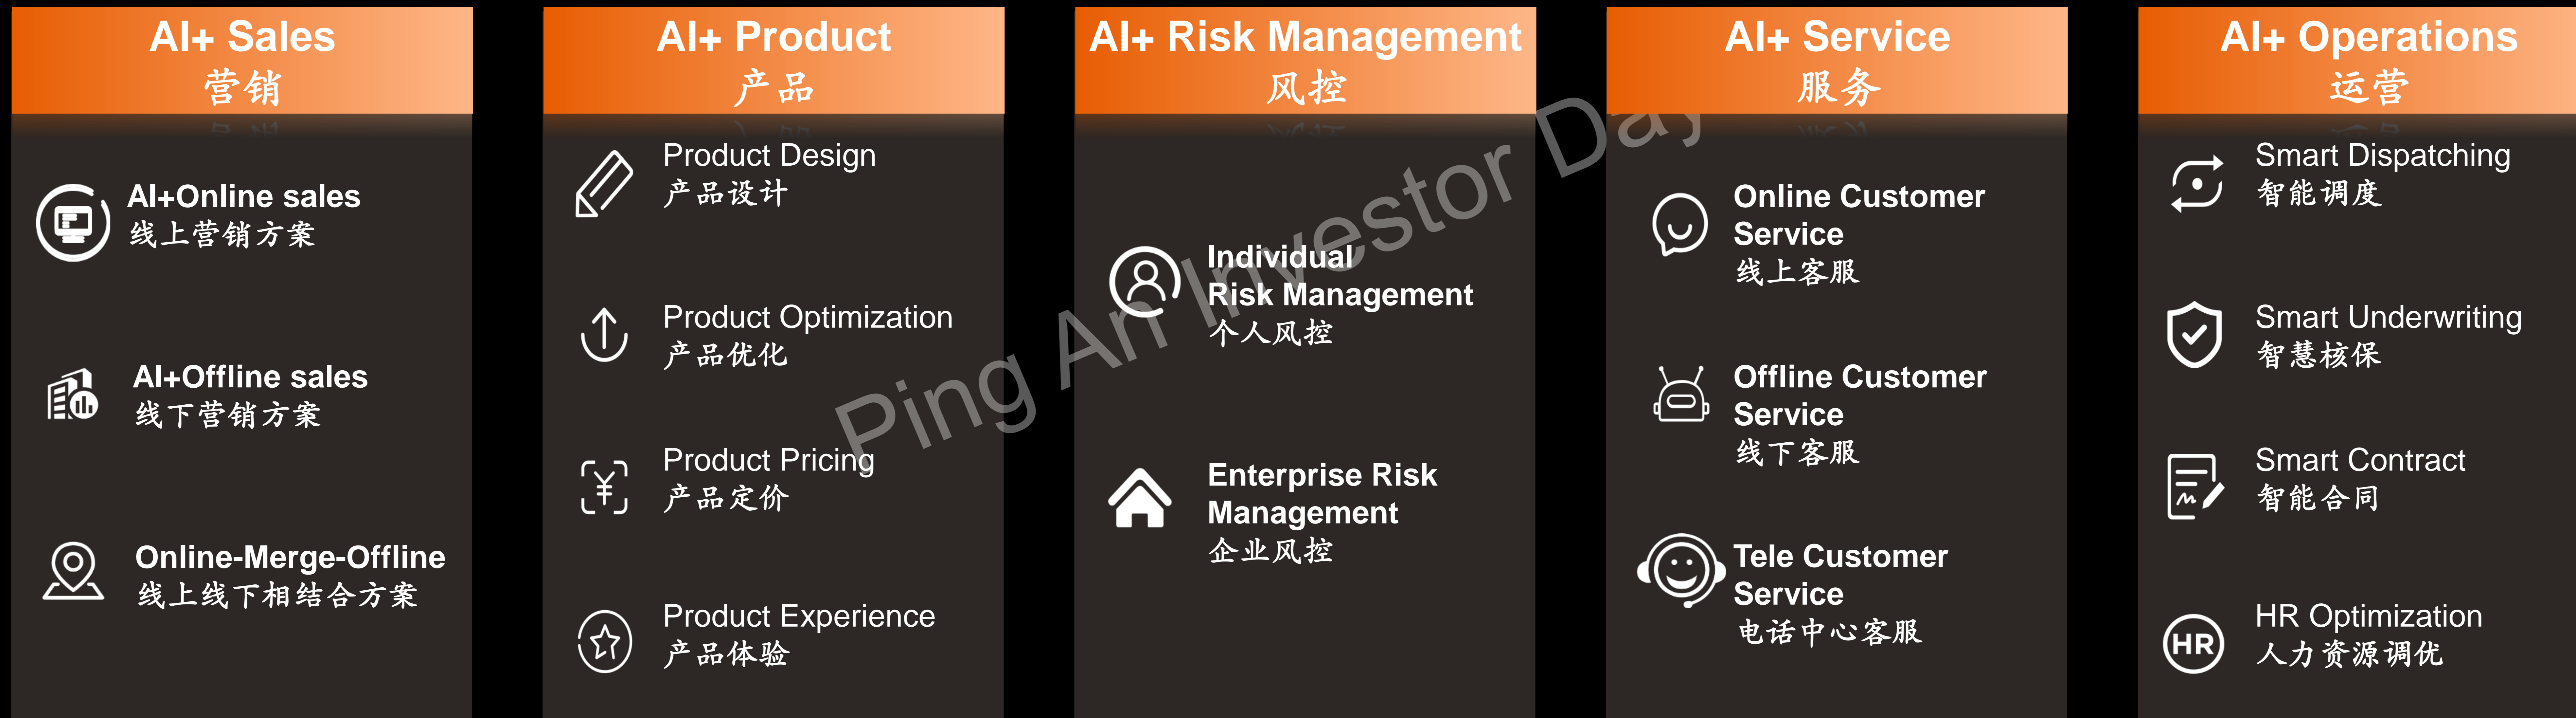 AI+ Sales
营销
AI+Online sales
线上营销方案
AI+Offline sales
线下营销方案
Online-Merge-Offline
线上线下相结合方案
AI+ Product
产品
Product Design
产品设计
Product Optimization
产品优化
Product Pricing
产品定价
Product Experience
产品体验
AI+ Risk Management
风控
Individual
Risk Management
个人风控
Enterprise Risk
Management
企业风控
AI+ Service
服务
Online Customer
Service
线上客服
Offline Customer
Service
线下客服
Tele Customer
Service
电话中心客服
AI+ Operations
运营
Smart Dispatching
智能调度
Smart Underwriting
智慧核保
Smart Contract
智能合同
HR
HR Optimization
人力资源调优
Ping An Investor Day